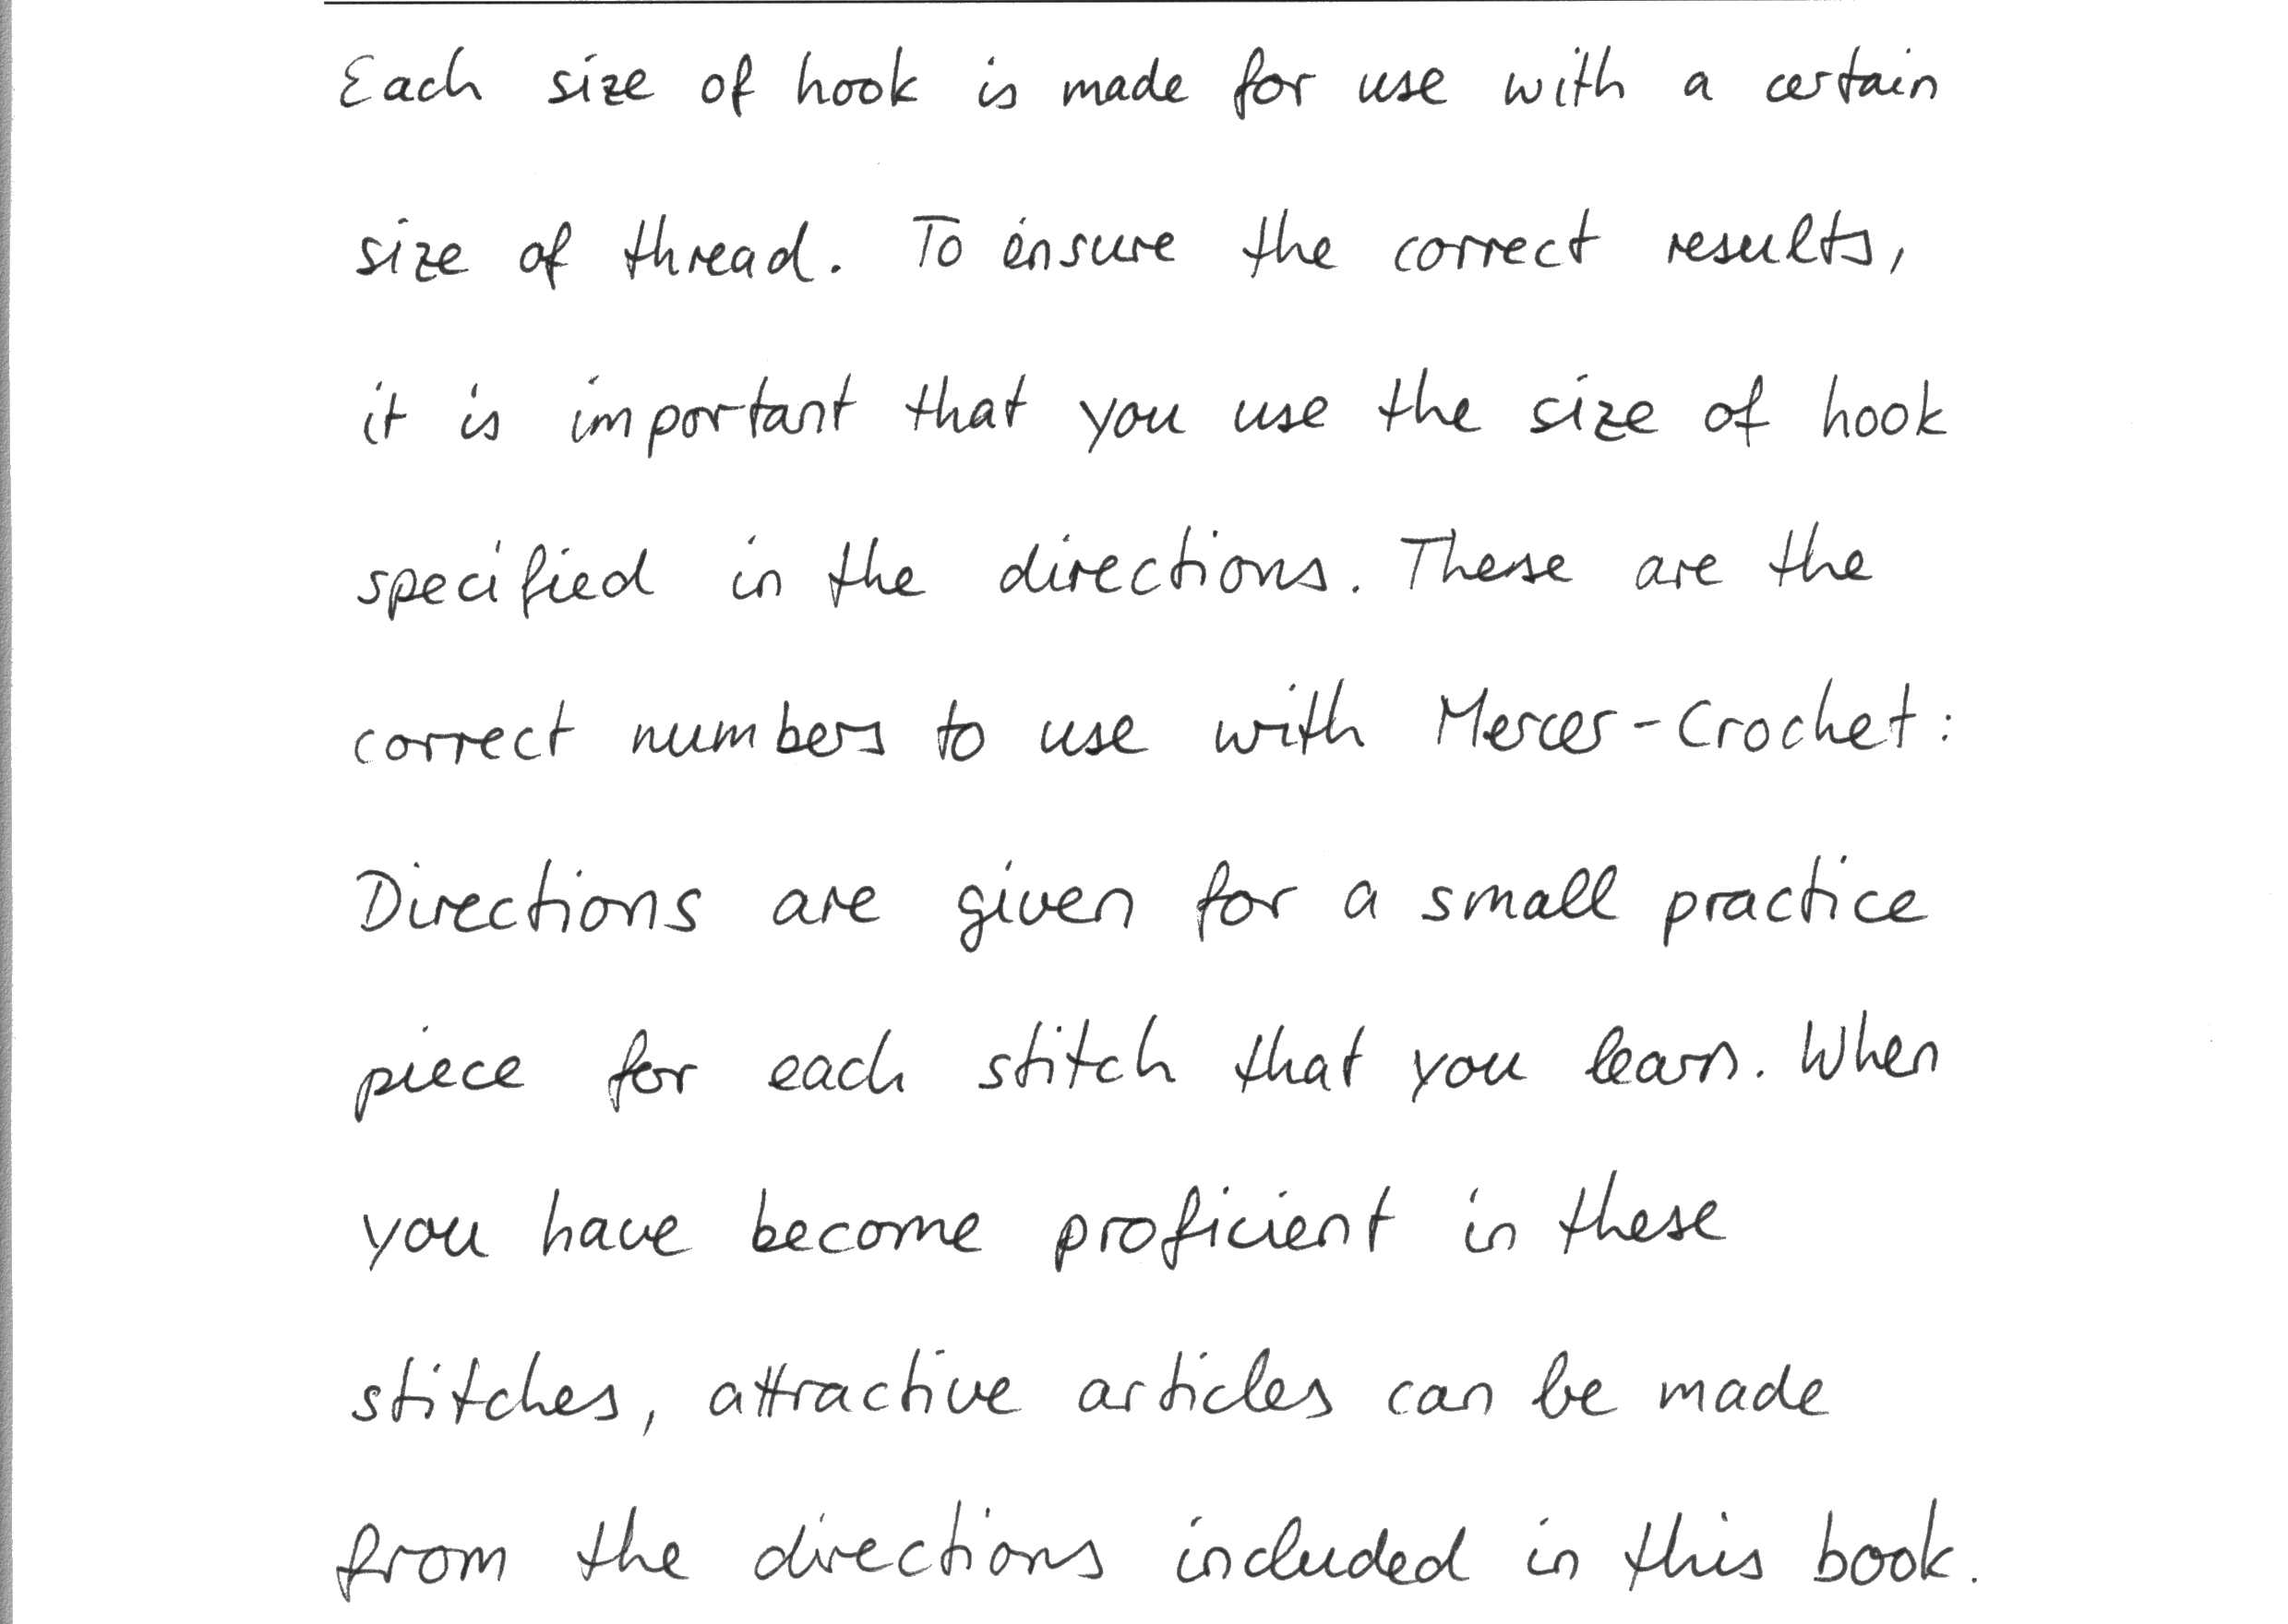 Each size of hook is made for use with a certain
size of thread. To ensure the correct results,
it is important that you use the size of hook
specified in the directions. These are the
correct numbers to use with Mercer-Crochet:
Directions are given for a small practice
piece for each stitch that you learn. When
you have become proficient in these
stitches, attractive articles can be made
from the directions included in this book.